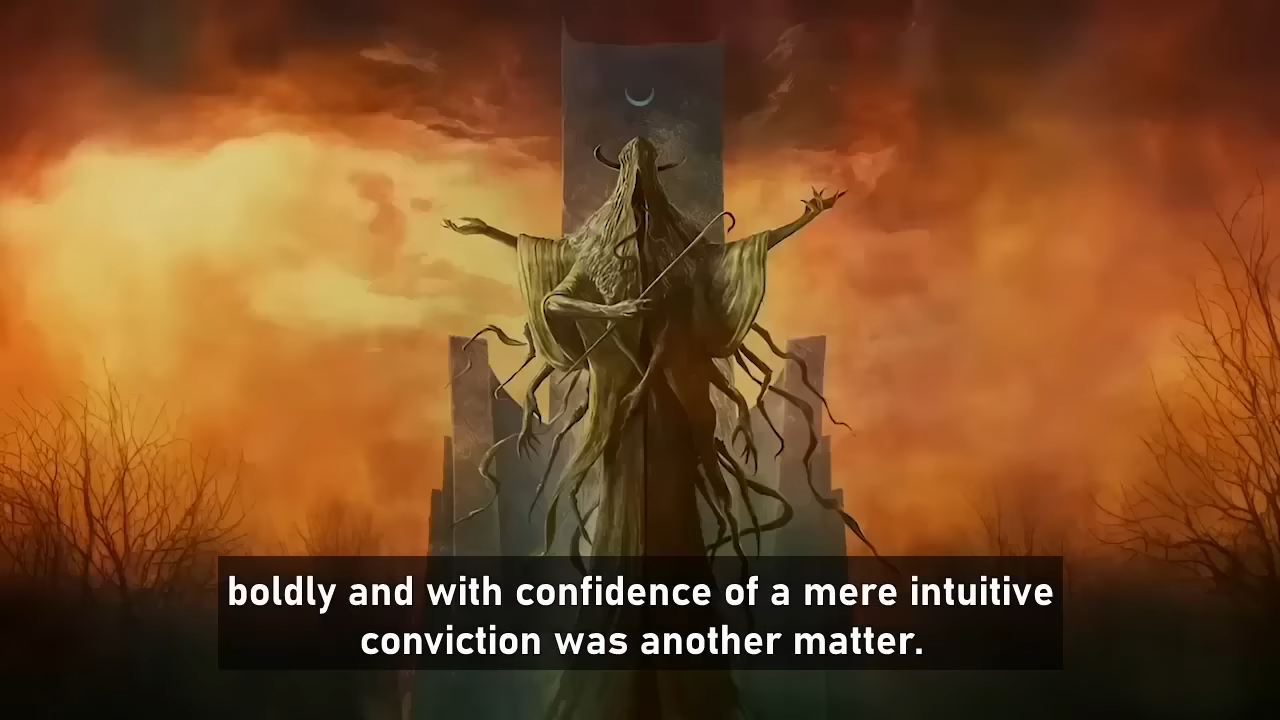 boldly and with confidence of a mere intuitive
conviction was another matter.